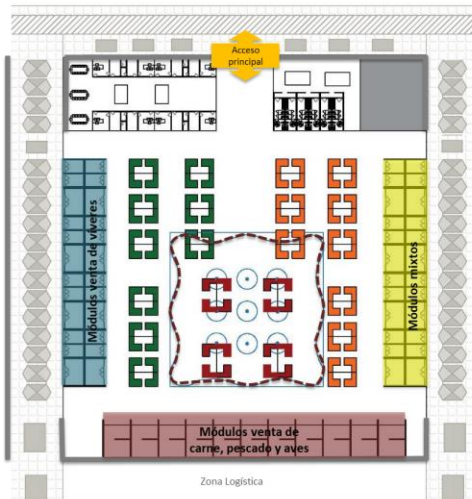 Acceso
principal
Módulos venta de víveres
Módulos mixtos
Módulos venta de
carne, pescado y aves
Zona Logística